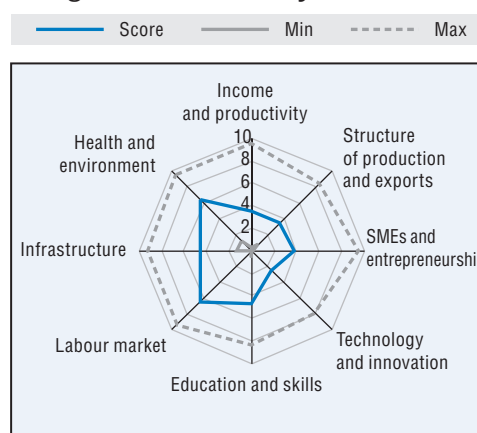 Score Min Max
Income
and productivity
Health and
environment
Structure
of production
and exports
10
8
6
4
2
Infrastructure
SMEs and
entrepreneurshi
Labour market
Technology
and innovation
Education and skills